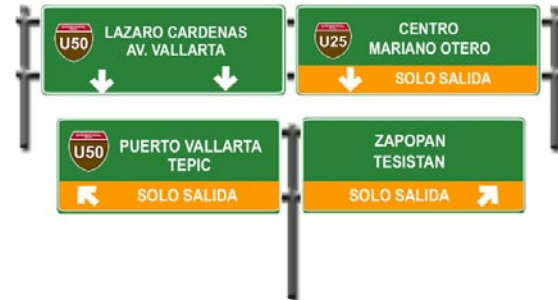 U50
LAZARO CARDENAS
AV. VALLARTA
U25
CENTRO
MARIANO OTERO
SOLO SALIDA
U50
PUERTO VALLARTA
TEPIC
SOLO SALIDA
ZAPOPAN
TESISTAN
SOLO SALIDA